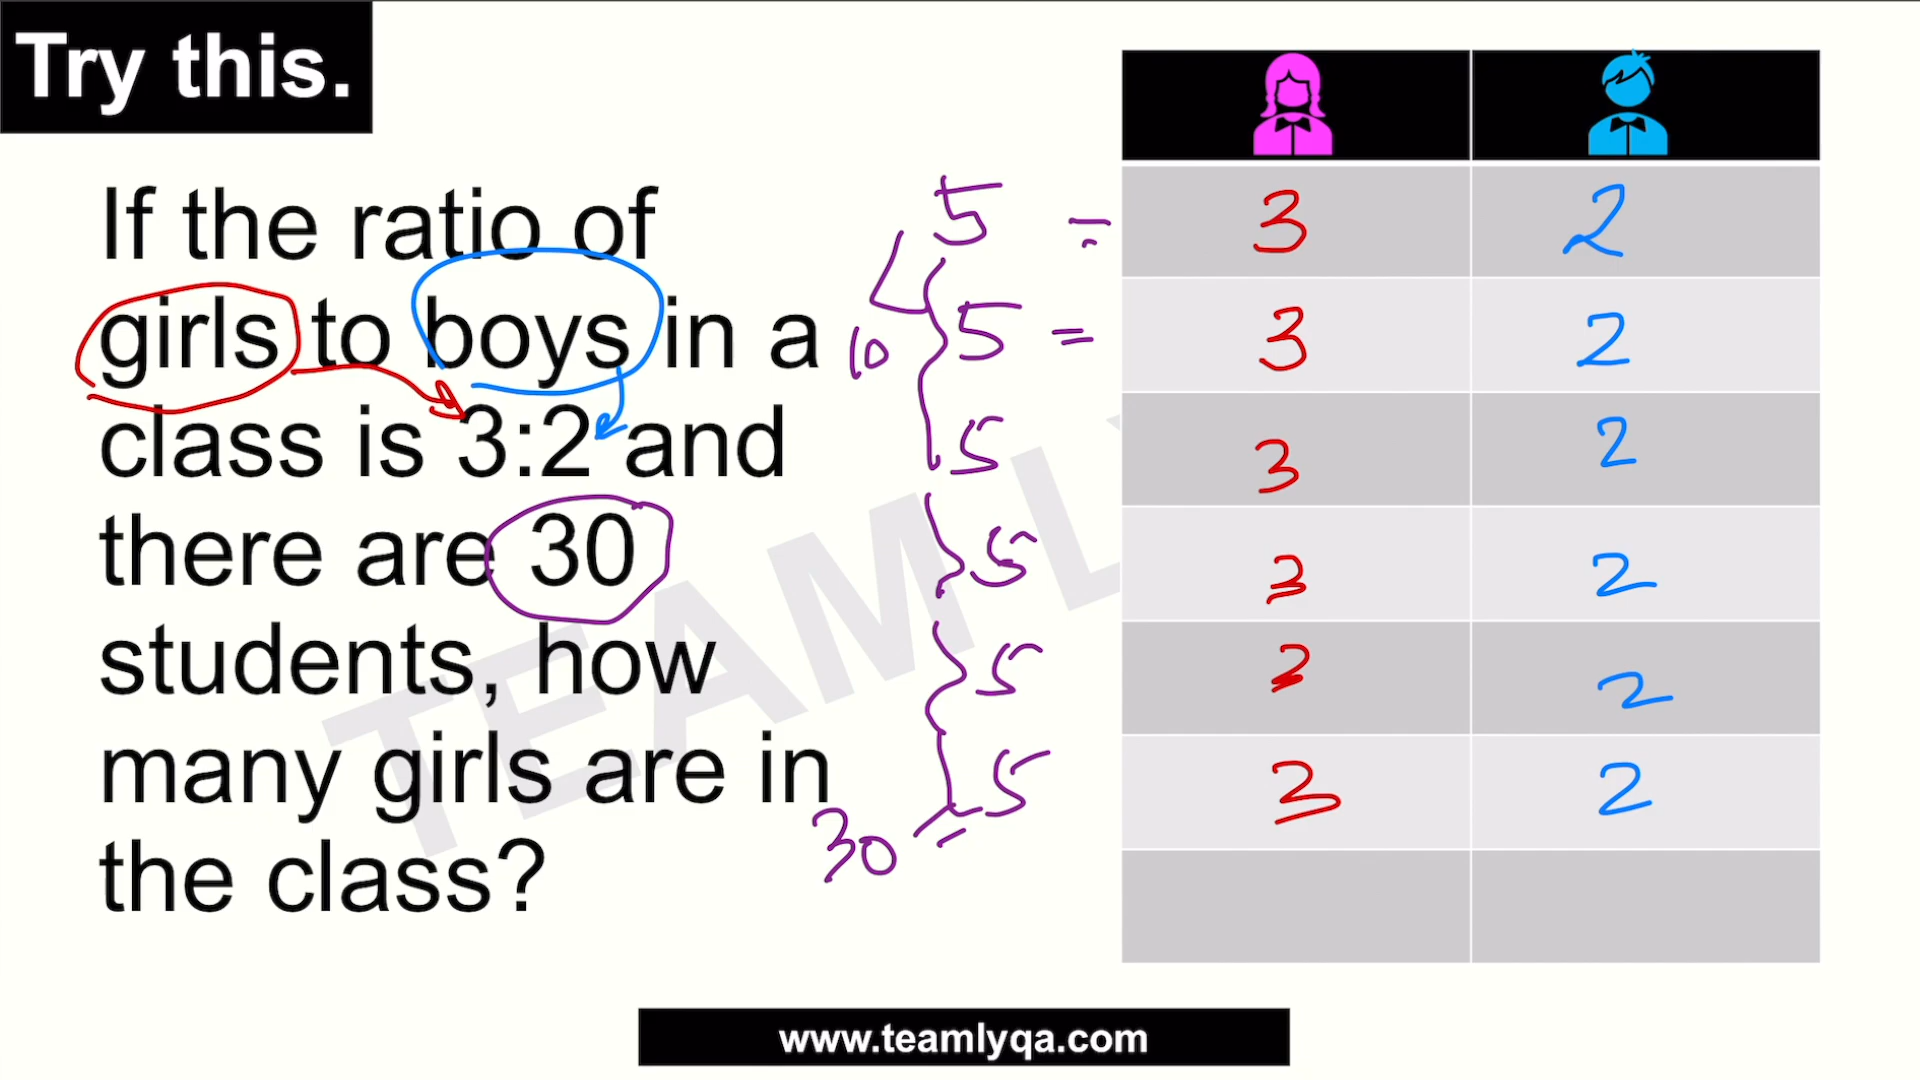 Try this.
If the ratio of
girls to boys in a
class is 3:2 and
there are 30
students, how
many girls are in
the class?
5 = 3 2
10 5 = 3 2
5 3 2
5 3 2
5 3 2
30 = 5 3 2
TEAM L
www.teamlyqa.com